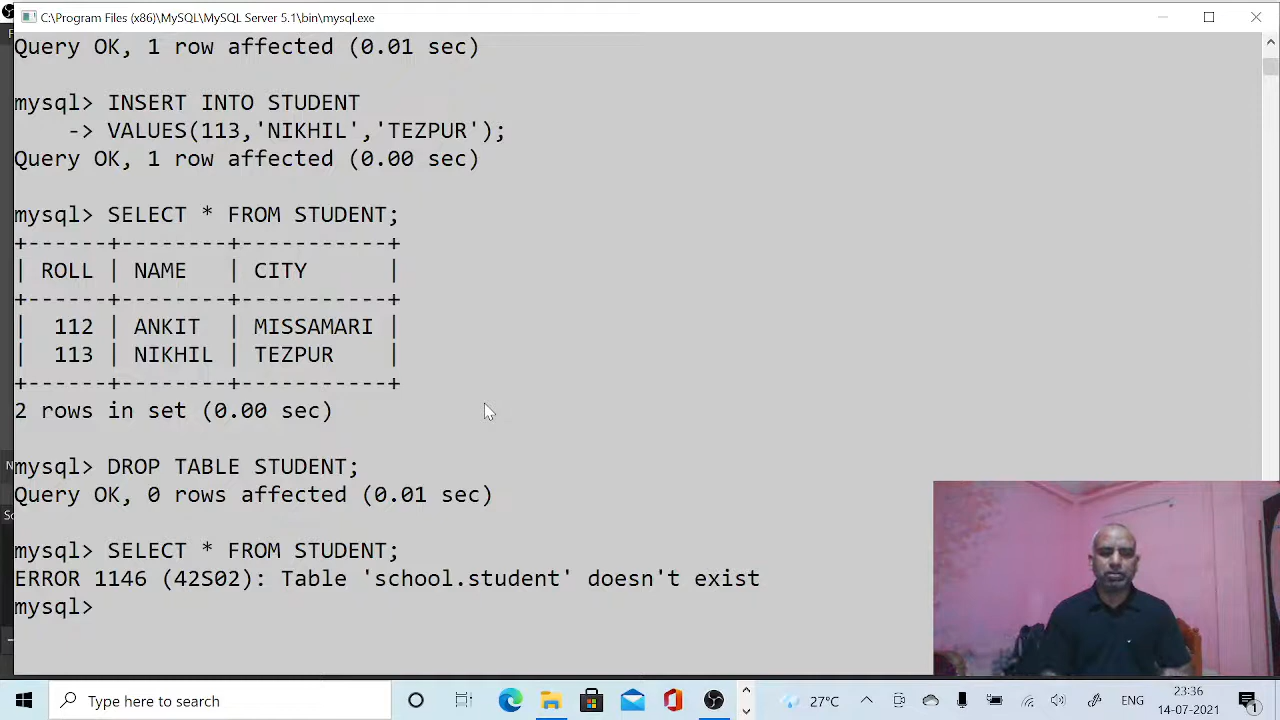 C:\Program Files (x86)\MySQL\MySQL Server 5.1\bin\mysql.exe
Query OK, 1 row affected (0.01 sec)
mysql> INSERT INTO STUDENT
    -> VALUES(113,'NIKHIL','TEZPUR');
Query OK, 1 row affected (0.00 sec)
mysql> SELECT * FROM STUDENT;
+------+--------+-----------+
| ROLL | NAME   | CITY      |
+------+--------+-----------+
|  112 | ANKIT  | MISSAMARI |
|  113 | NIKHIL | TEZPUR    |
+------+--------+-----------+
2 rows in set (0.00 sec)
mysql> DROP TABLE STUDENT;
Query OK, 0 rows affected (0.01 sec)
mysql> SELECT * FROM STUDENT;
ERROR 1146 (42S02): Table 'school.student' doesn't exist
mysql>
Type here to search
27°C
ENG
23:36
14-07-2021
1